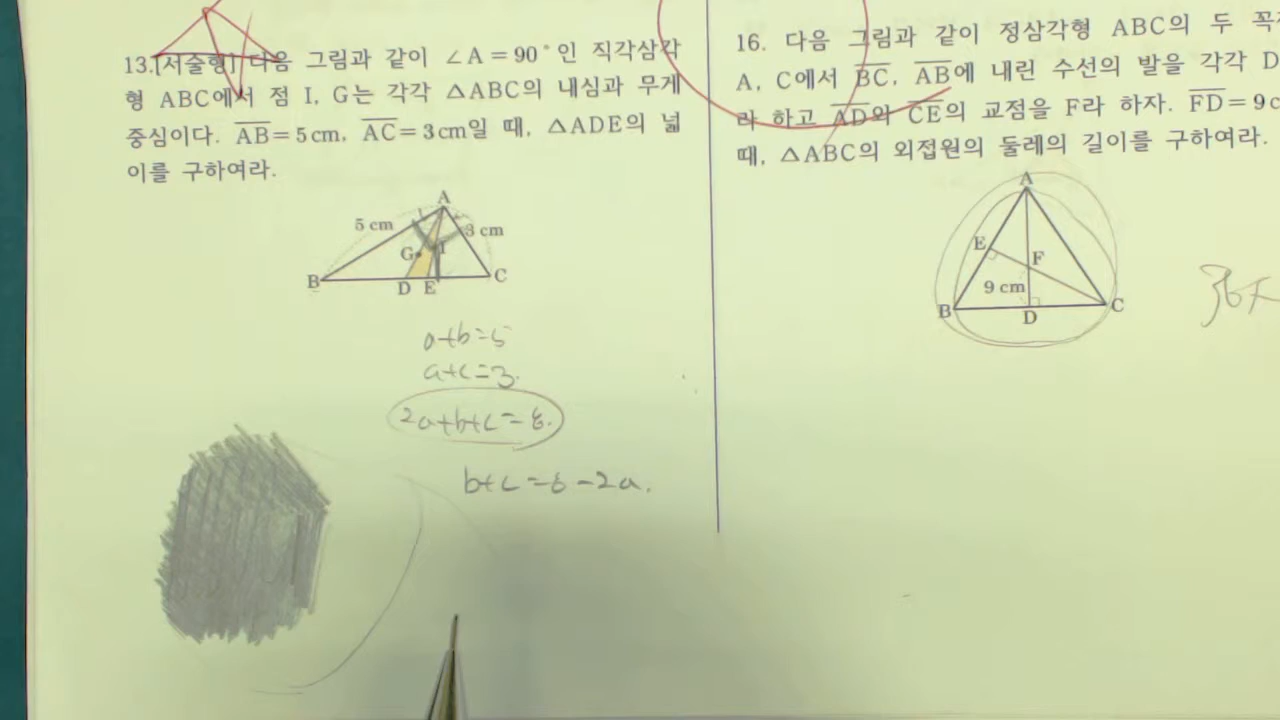 13.[서술형] 다음 그림과 같이 ∠A = 90°인 직각삼각
형 ABC에서 점 I, G는 각각 △ABC의 내심과 무게
중심이다. AB = 5cm, AC = 3cm일 때, △ADE의 넓
이를 구하여라.
A
5 cm
3 cm
G
I
B
D
E
C
a+b=5
a+c=3.
2a+b+c=8.
b+c=8-2a.
16. 다음 그림과 같이 정삼각형 ABC의 두 꼭
A, C에서 BC, AB에 내린 수선의 발을 각각 D
라 하고 AD와 CE의 교점을 F라 하자. FD = 9c
때, △ABC의 외접원의 둘레의 길이를 구하여라.
A
E
F
9 cm
B
D
C
36π